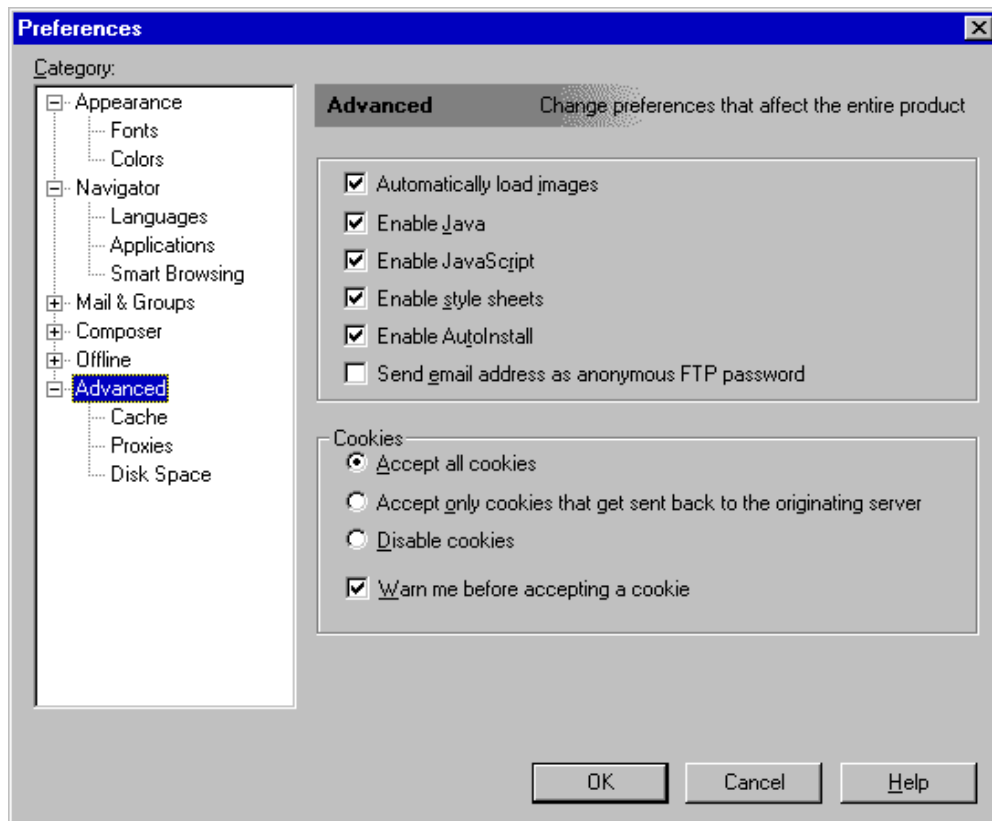 Preferences
Category:
Appearance
Fonts
Colors
Navigator
Languages
Applications
Smart Browsing
Mail & Groups
Composer
Offline
Advanced
Cache
Proxies
Disk Space
Advanced Change preferences that affect the entire product
Automatically load images
Enable Java
Enable JavaScript
Enable style sheets
Enable AutoInstall
Send email address as anonymous FTP password
Cookies
Accept all cookies
Accept only cookies that get sent back to the originating server
Disable cookies
Warn me before accepting a cookie
OK Cancel Help